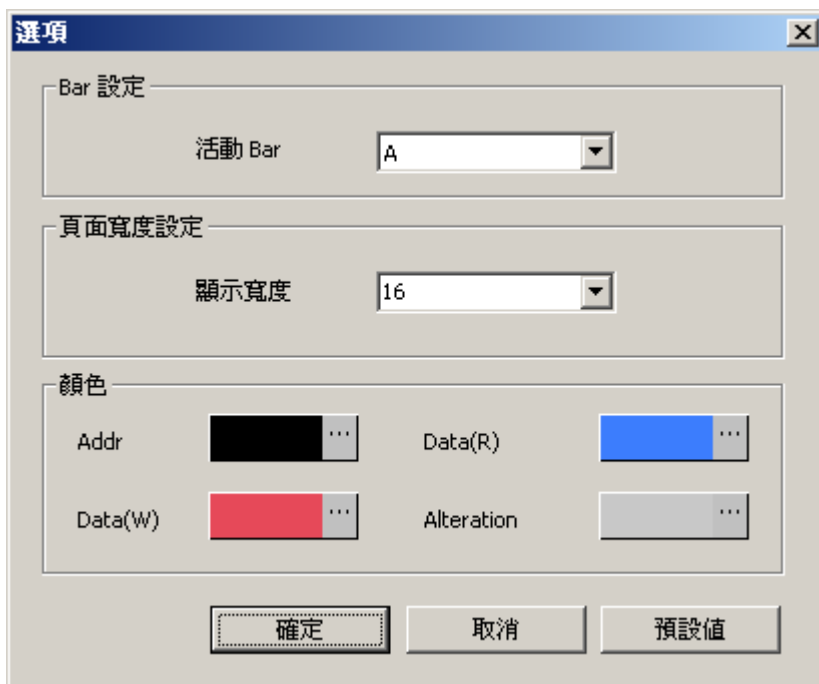 選項
Bar 設定
活動 Bar A
頁面寬度設定
顯示寬度 16
顏色
Addr ... Data(R) ...
Data(W) ... Alteration ...
確定 取消 預設值